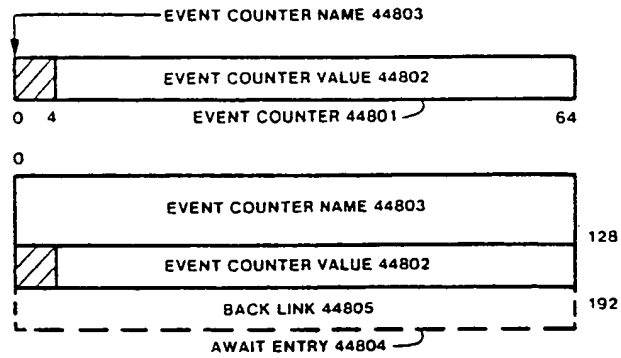 EVENT COUNTER NAME 44803
EVENT COUNTER VALUE 44802
0 4 EVENT COUNTER 44801 64
0
EVENT COUNTER NAME 44803
128
EVENT COUNTER VALUE 44802
BACK LINK 44805 192
AWAIT ENTRY 44804